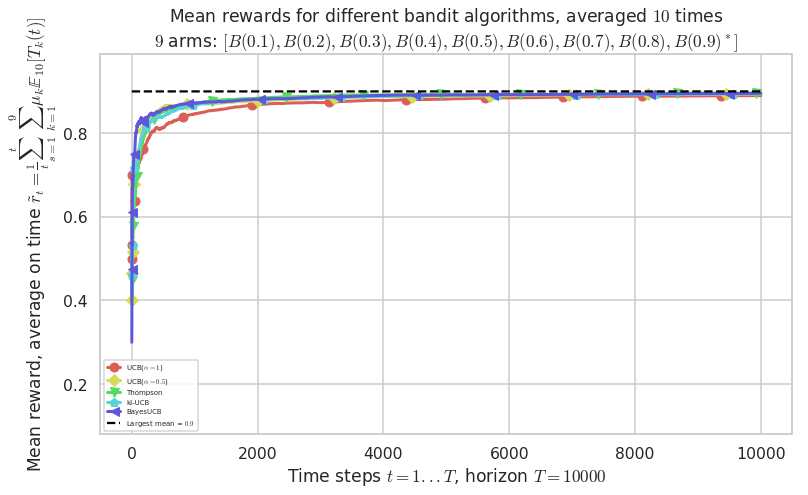 Mean rewards for different bandit algorithms, averaged 10 times
9 arms: [B(0.1), B(0.2), B(0.3), B(0.4), B(0.5), B(0.6), B(0.7), B(0.8), B(0.9)*]
Mean reward, average on time r̃_t = 1/t ∑_{s=1}^{t} ∑_{k=1}^{9} μ_k 𝔼_{10}[T_k(t)]
0.8
0.6
0.4
0.2
UCB(α=1)
UCB(α=0.5)
Thompson
kl-UCB
BayesUCB
Largest mean = 0.9
0 2000 4000 6000 8000 10000
Time steps t = 1...T, horizon T = 10000